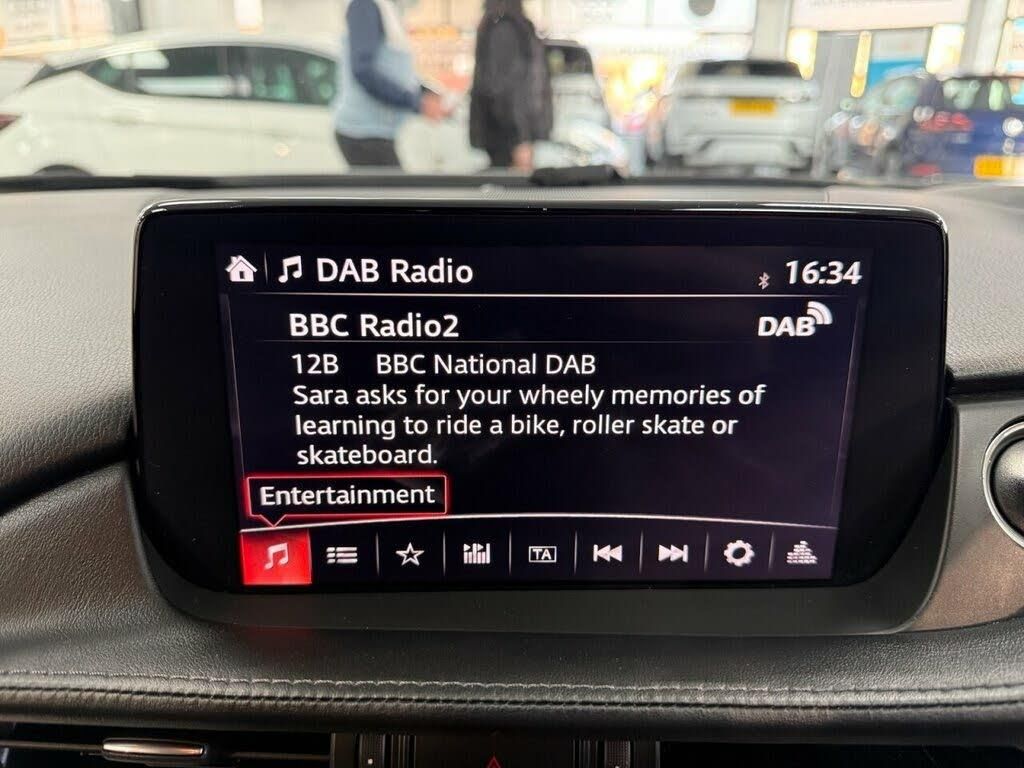 DAB Radio 16:34
BBC Radio2 DAB
12B BBC National DAB
Sara asks for your wheely memories of
learning to ride a bike, roller skate or
skateboard.
Entertainment
TA